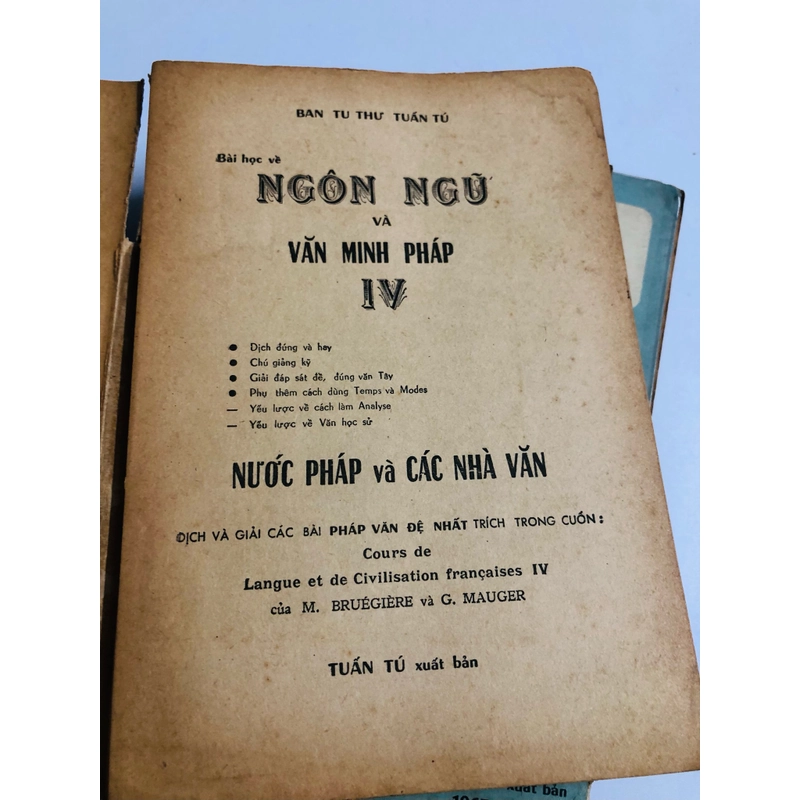 BAN TU THƯ TUẤN TÚ
Bài học về
NGÔN NGỮ
VÀ
VĂN MINH PHÁP
IV
● Dịch đúng và hay
● Chú giảng kỹ
● Giải đáp sát đề, đúng văn Tây
● Phụ thêm cách dùng Temps và Modes
— Yếu lược về cách làm Analyse
— Yếu lược về Văn học sử
NƯỚC PHÁP và CÁC NHÀ VĂN
DỊCH VÀ GIẢI CÁC BÀI PHÁP VĂN ĐỆ NHẤT TRÍCH TRONG CUỐN :
Cours de
Langue et de Civilisation françaises IV
của M. BRUÉGIÈRE và G. MAUGER
TUẤN TÚ xuất bản
xuất bản